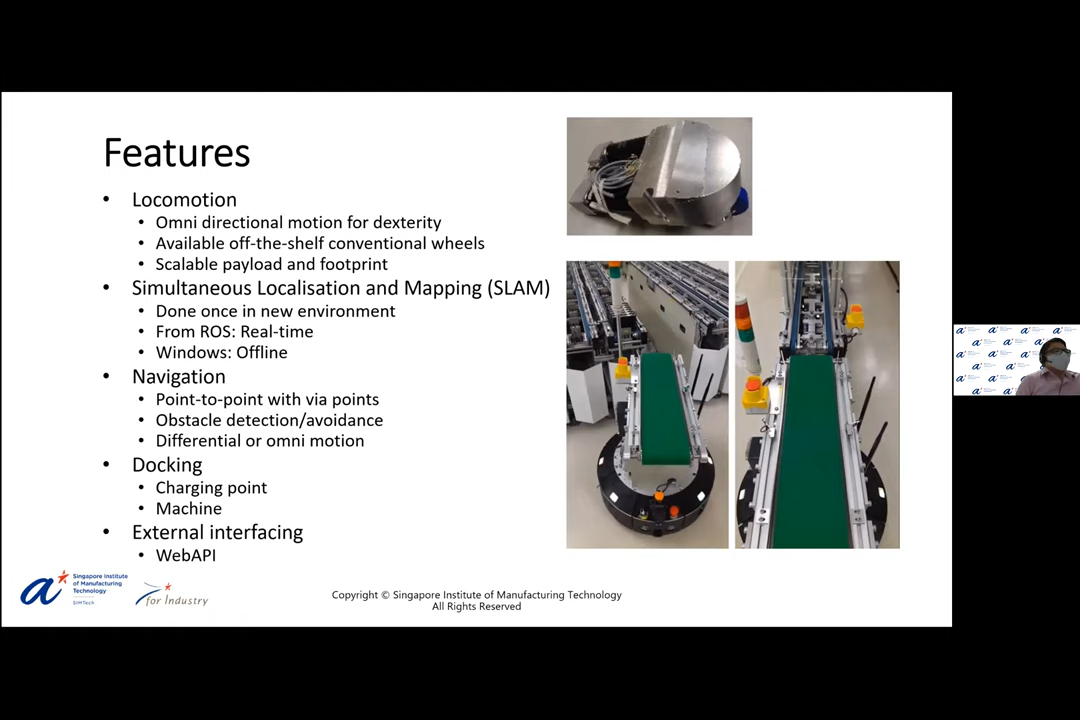 Features
• Locomotion
• Omni directional motion for dexterity
• Available off-the-shelf conventional wheels
• Scalable payload and footprint
• Simultaneous Localisation and Mapping (SLAM)
• Done once in new environment
• From ROS: Real-time
• Windows: Offline
• Navigation
• Point-to-point with via points
• Obstacle detection/avoidance
• Differential or omni motion
• Docking
• Charging point
• Machine
• External interfacing
• WebAPI
Singapore Institute
of Manufacturing
Technology
SIMTech
for Industry
Copyright © Singapore Institute of Manufacturing Technology
All Rights Reserved